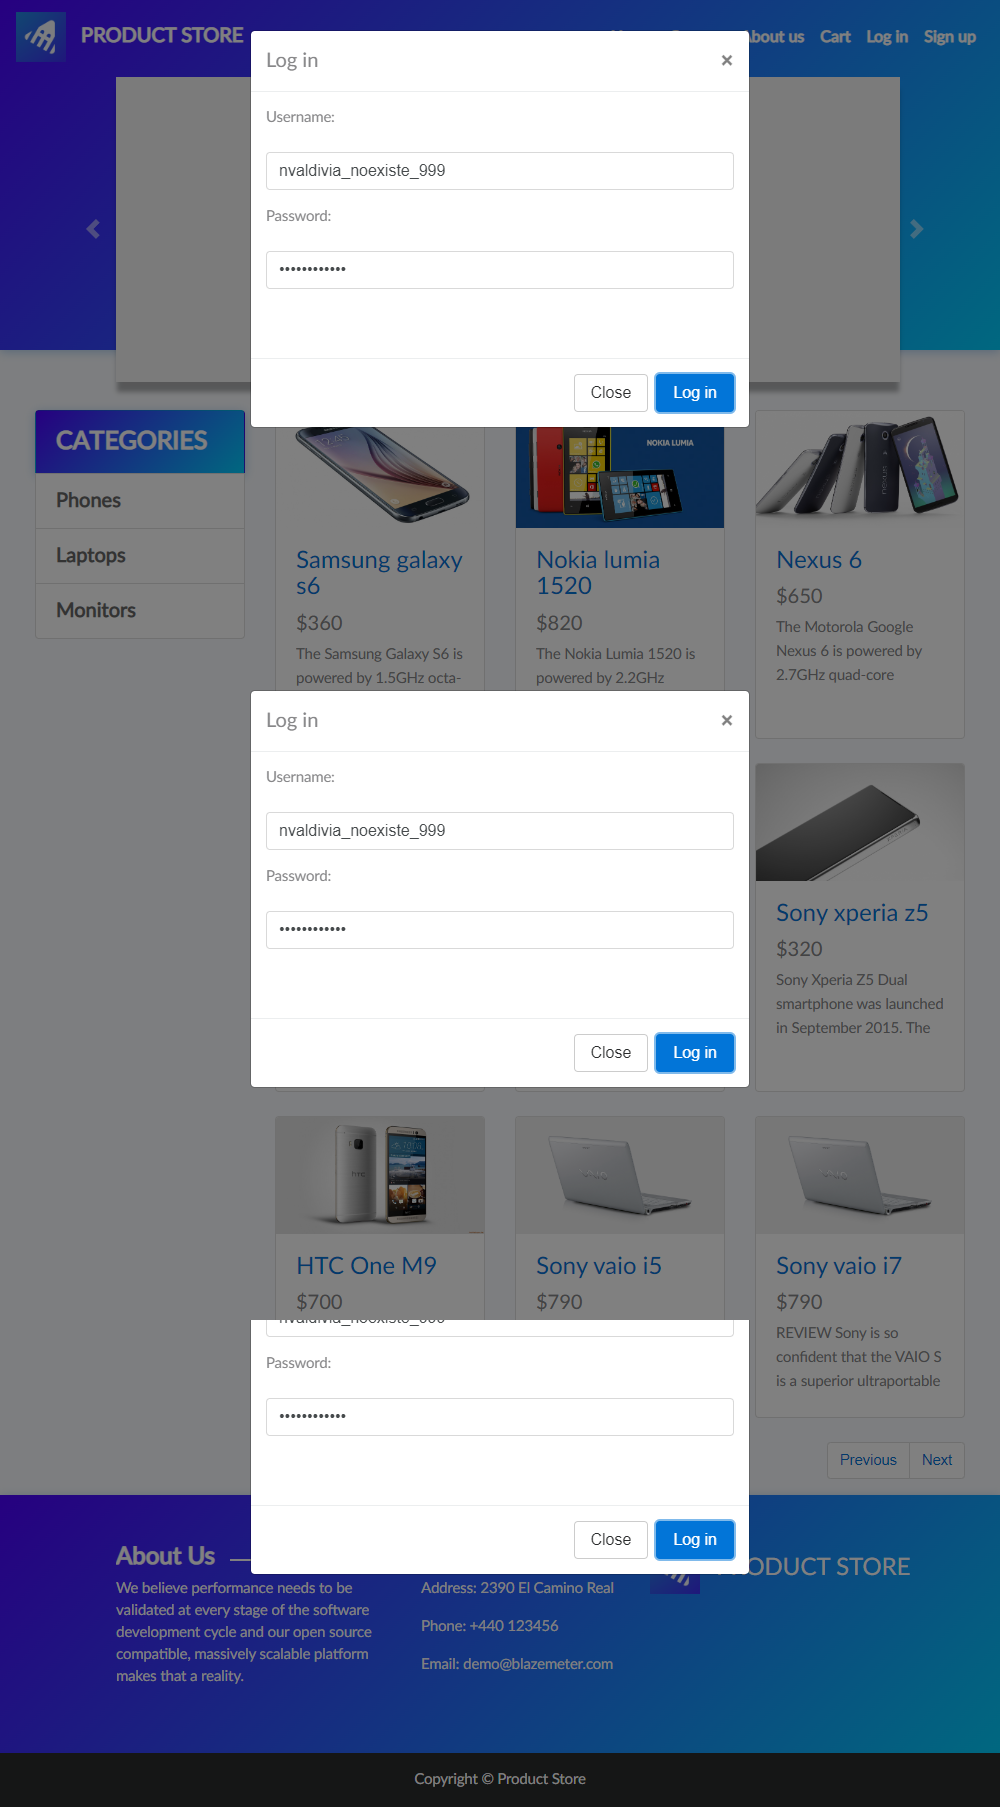 PRODUCT STORE
About us
Cart
Log in
Sign up
Log in
×
Username:
nvaldivia_noexiste_999
Password:
••••••••••••
Close
Log in
CATEGORIES
Phones
Laptops
Monitors
NOKIA LUMIA
Samsung galaxy
s6
$360
The Samsung Galaxy S6 is
powered by 1.5GHz octa-
Nokia lumia
1520
$820
The Nokia Lumia 1520 is
powered by 2.2GHz
Nexus 6
$650
The Motorola Google
Nexus 6 is powered by
2.7GHz quad-core
Log in
×
Username:
nvaldivia_noexiste_999
Password:
••••••••••••
Close
Log in
Sony xperia z5
$320
Sony Xperia Z5 Dual
smartphone was launched
in September 2015. The
HTC One M9
$700
VAIO
Sony vaio i5
$790
VAIO
Sony vaio i7
$790
REVIEW Sony is so
confident that the VAIO S
is a superior ultraportable
nvaldivia_noexiste_999
Password:
••••••••••••
Close
Log in
Previous
Next
About Us
We believe performance needs to be
validated at every stage of the software
development cycle and our open source
compatible, massively scalable platform
makes that a reality.
Address: 2390 El Camino Real
Phone: +440 123456
Email: demo@blazemeter.com
PRODUCT STORE
Copyright © Product Store